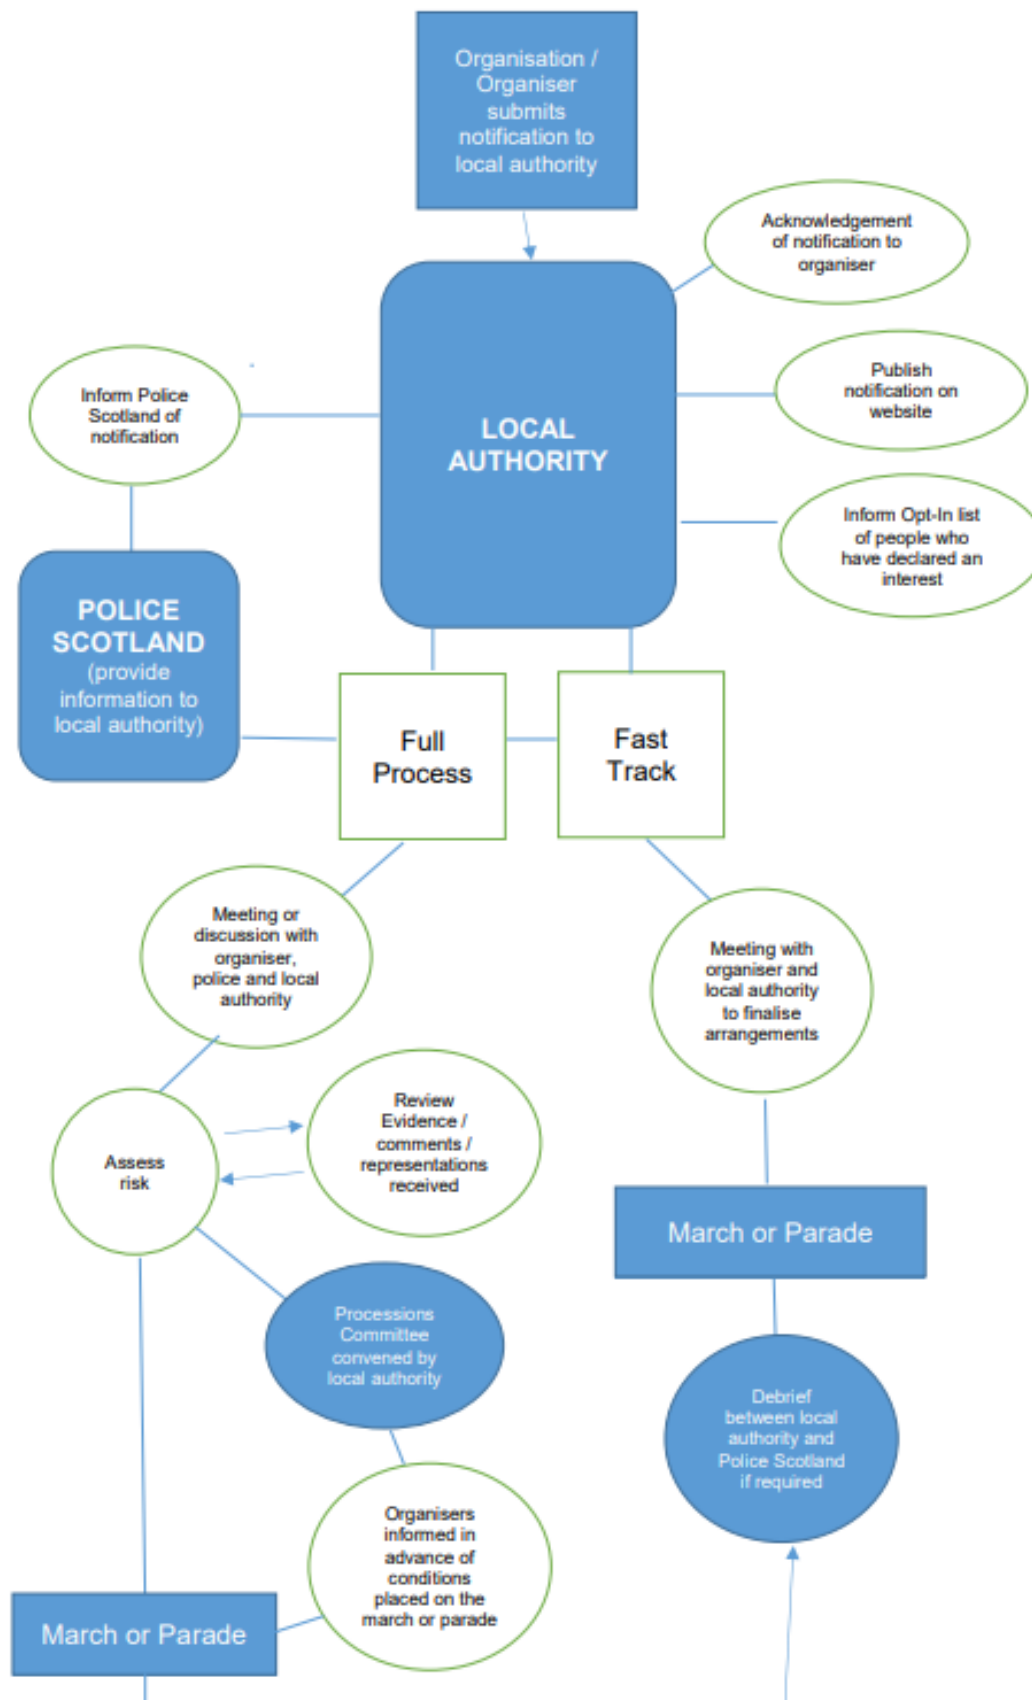 Organisation /
Organiser
submits
notification to
local authority
Acknowledgement
of notification to
organiser
Inform Police
Scotland of
notification
LOCAL
AUTHORITY
Publish
notification on
website
Inform Opt-In list
of people who
have declared an
interest
POLICE
SCOTLAND
(provide
information to
local authority)
Full
Process
Fast
Track
Meeting or
discussion with
organiser,
police and local
authority
Meeting with
organiser and
local authority
to finalise
arrangements
Assess
risk
Review
Evidence /
comments /
representations
received
March or Parade
Processions
Committee
convened by
local authority
Debrief
between local
authority and
Police Scotland
if required
Organisers
informed in
advance of
conditions
placed on the
march or parade
March or Parade